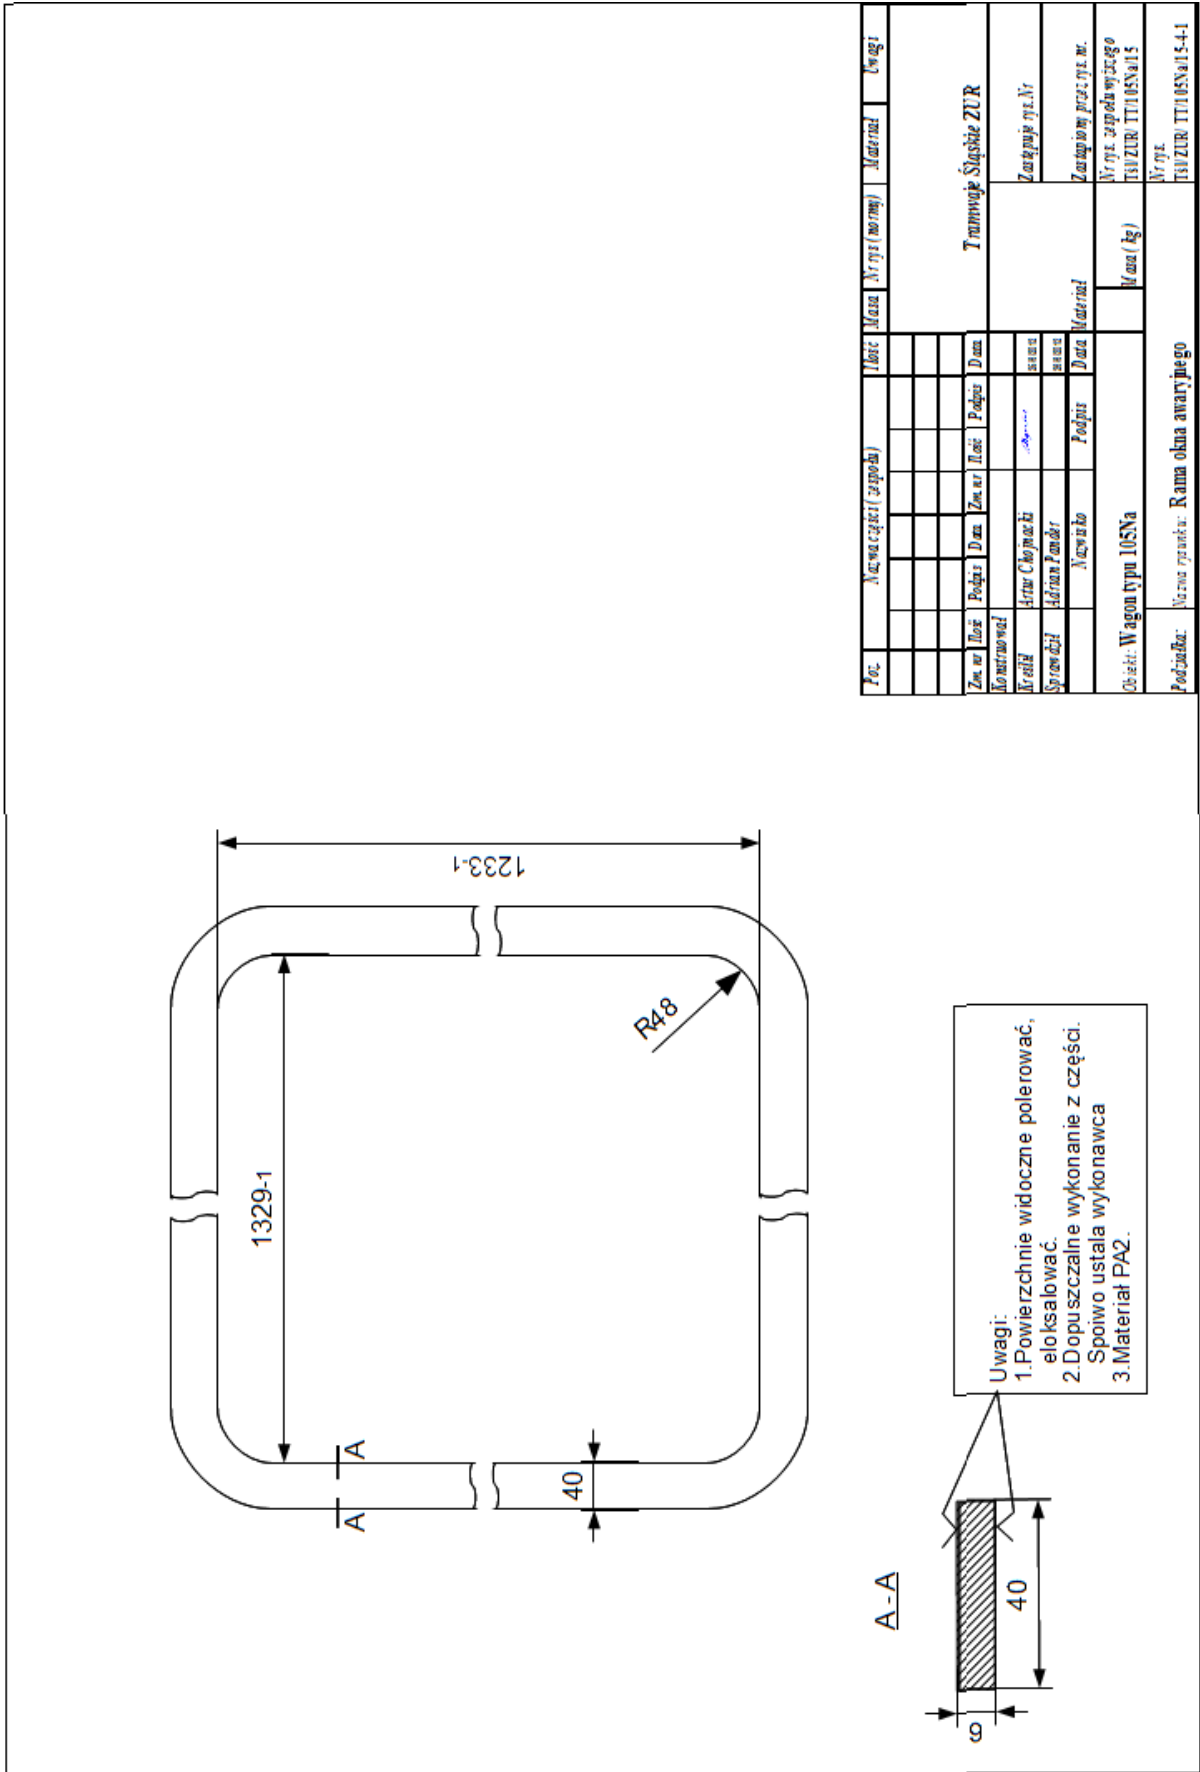 1329-1
A
A
1233-1
40
R48
A-A
6
40
Uwagi:
1.Powierzchnie widoczne polerować,
eloksalować.
2.Dopuszczalne wykonanie z części.
Spoiwo ustala wykonawca
3.Materiał PA2.
Poz. Nazwa części ( zespołu) Ilość Masa Nr rys (normy) Materiał Uwagi
Zm. nr Ilość Podpis Data Zm. nr Ilość Podpis Data
Tramwaje Śląskie ZUR
Konstruował
Kreślił Artur Chojnacki
Zastępuje rys.Nr
Sprawdził Adrian Pander
Nazwisko Podpis Data Materiał
Zastąpiony przez rys. nr.
Obiekt: Wagon typu 105Na
Masa ( kg )
Nr rys. zespołu wyższego
TŚl/ZUR/ TT/105Na/15
Podziałka:
Nazwa rysunku: Rama okna awaryjnego
Nr rys.
TŚl/ZUR/ TT/105Na/15-4-1